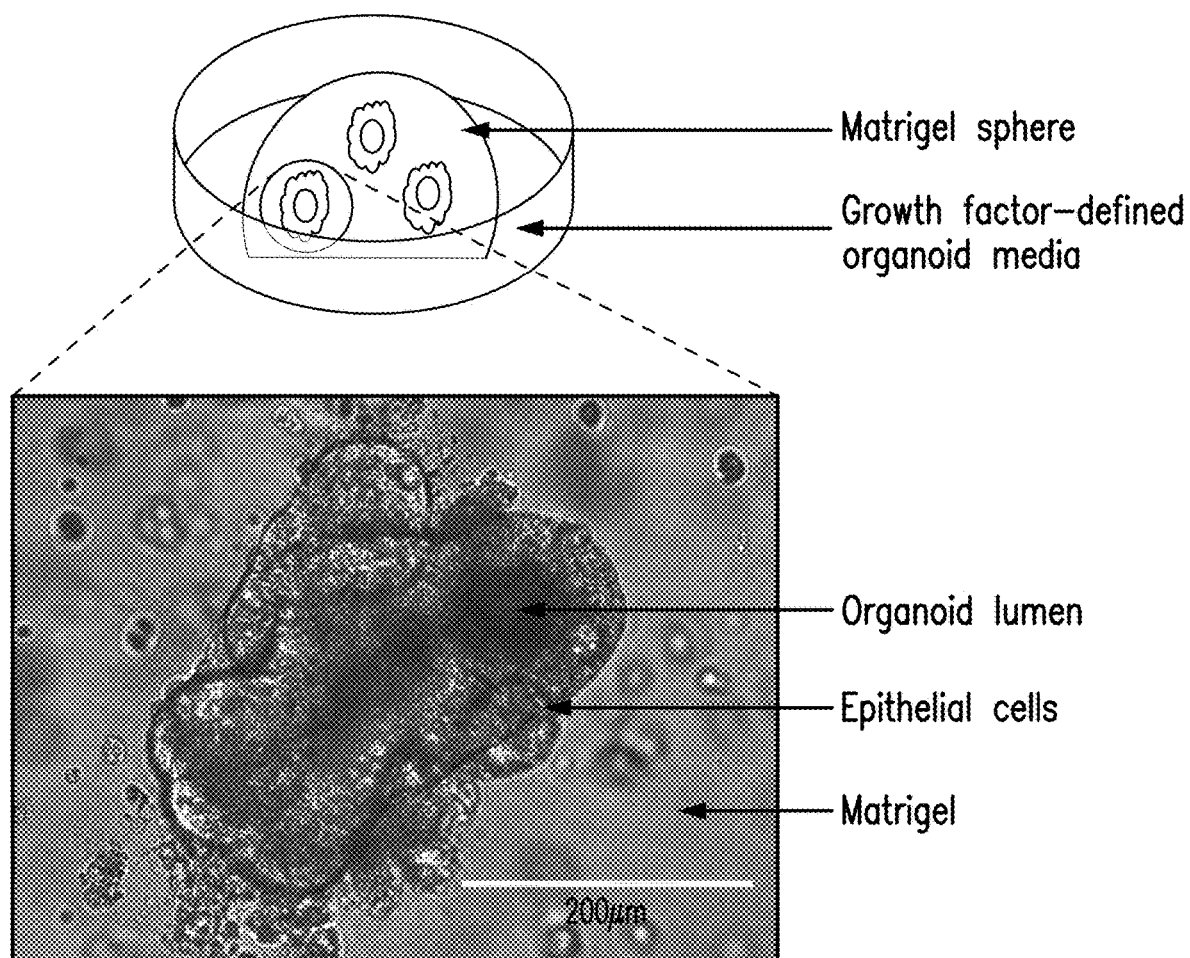 Matrigel sphere
Growth factor-defined
organoid media
Organoid lumen
Epithelial cells
Matrigel
200µm